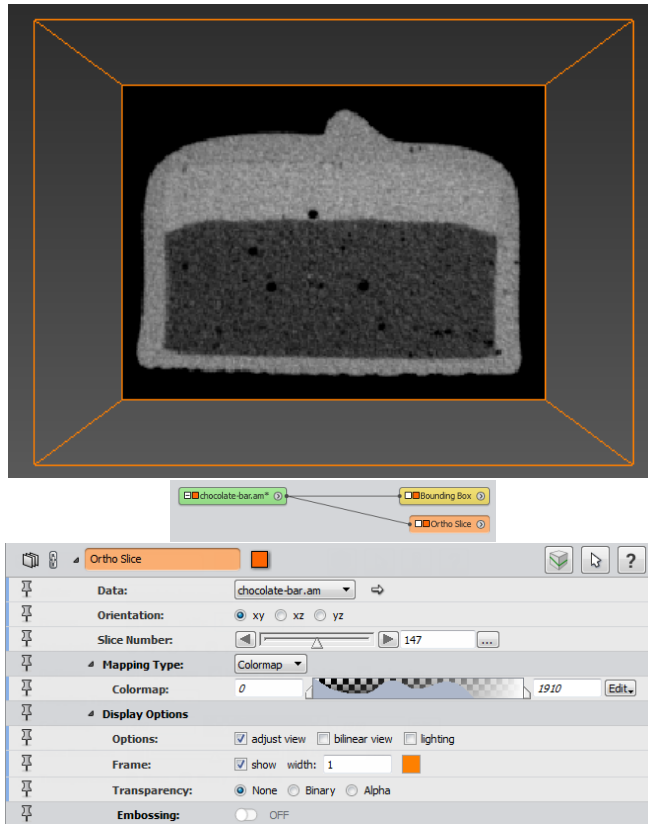 chocolate-bar.am*
Bounding Box
Ortho Slice
Ortho Slice
?
Data: chocolate-bar.am
Orientation: xy xz yz
Slice Number: 147 ...
Mapping Type: Colormap
Colormap: 0 1910 Edit
Display Options
Options: adjust view bilinear view lighting
Frame: show width: 1
Transparency: None Binary Alpha
Embossing: OFF